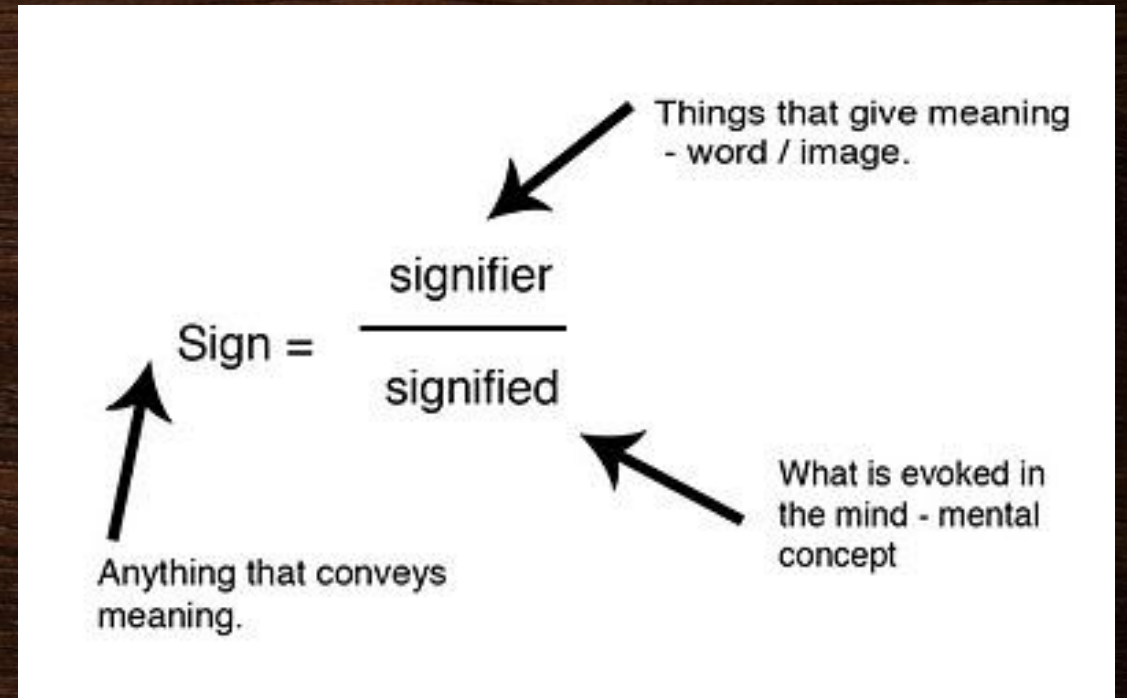 Things that give meaning
- word / image.
signifier
Sign =
signified
What is evoked in
the mind - mental
concept
Anything that conveys
meaning.